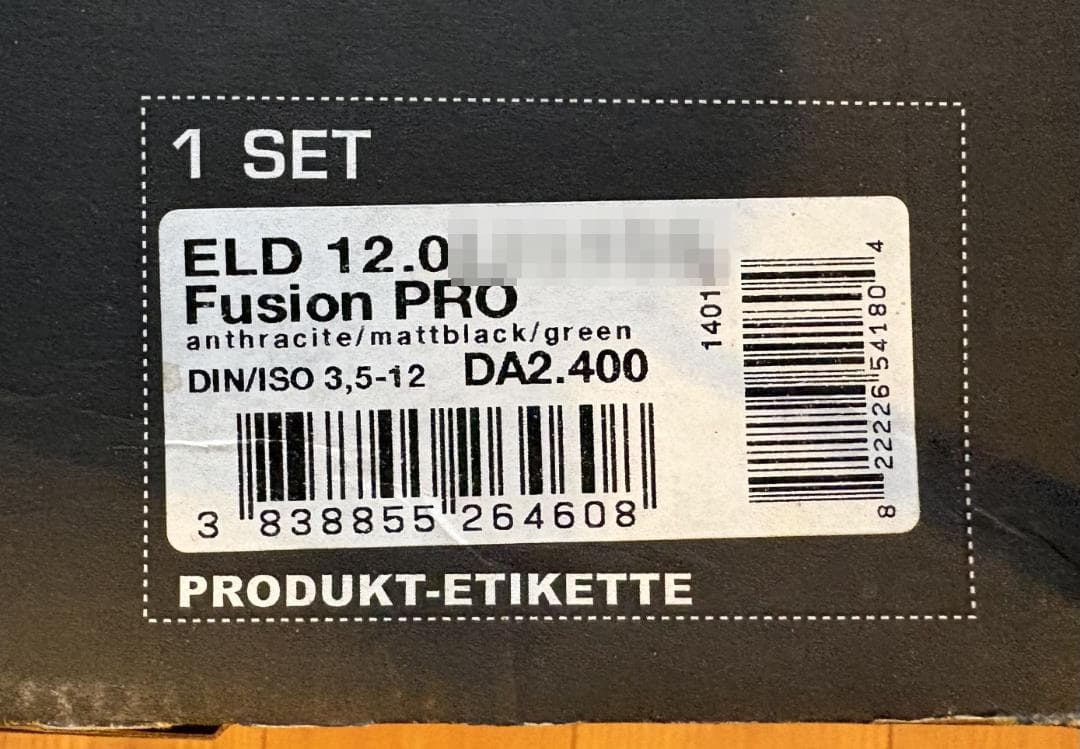 1 SET
ELD 12.0
Fusion PRO
anthracite/mattblack/green
DIN/ISO 3,5-12 DA2.400
3 838855 264608
1401
8 22226 54180 4
PRODUKT-ETIKETTE